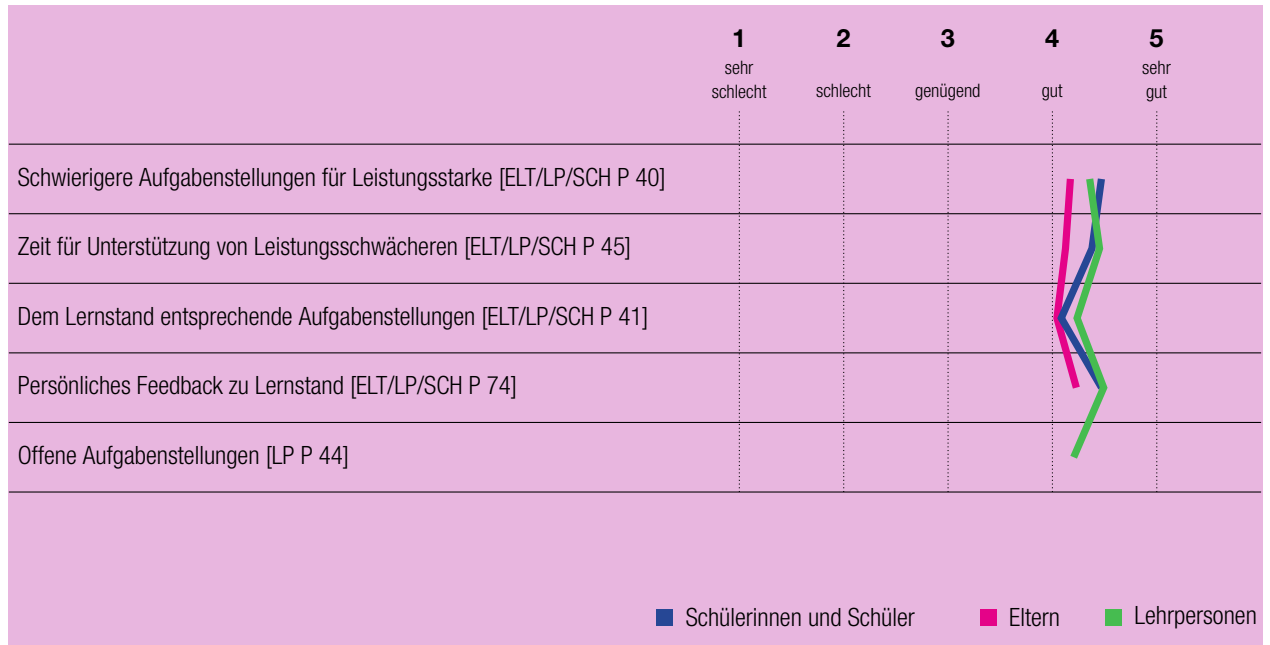 1 2 3 4 5
sehr schlecht schlecht genügend gut sehr gut
Schwierigere Aufgabenstellungen für Leistungsstarke [ELT/LP/SCH P 40]
Zeit für Unterstützung von Leistungsschwächeren [ELT/LP/SCH P 45]
Dem Lernstand entsprechende Aufgabenstellungen [ELT/LP/SCH P 41]
Persönliches Feedback zu Lernstand [ELT/LP/SCH P 74]
Offene Aufgabenstellungen [LP P 44]
Schülerinnen und Schüler Eltern Lehrpersonen